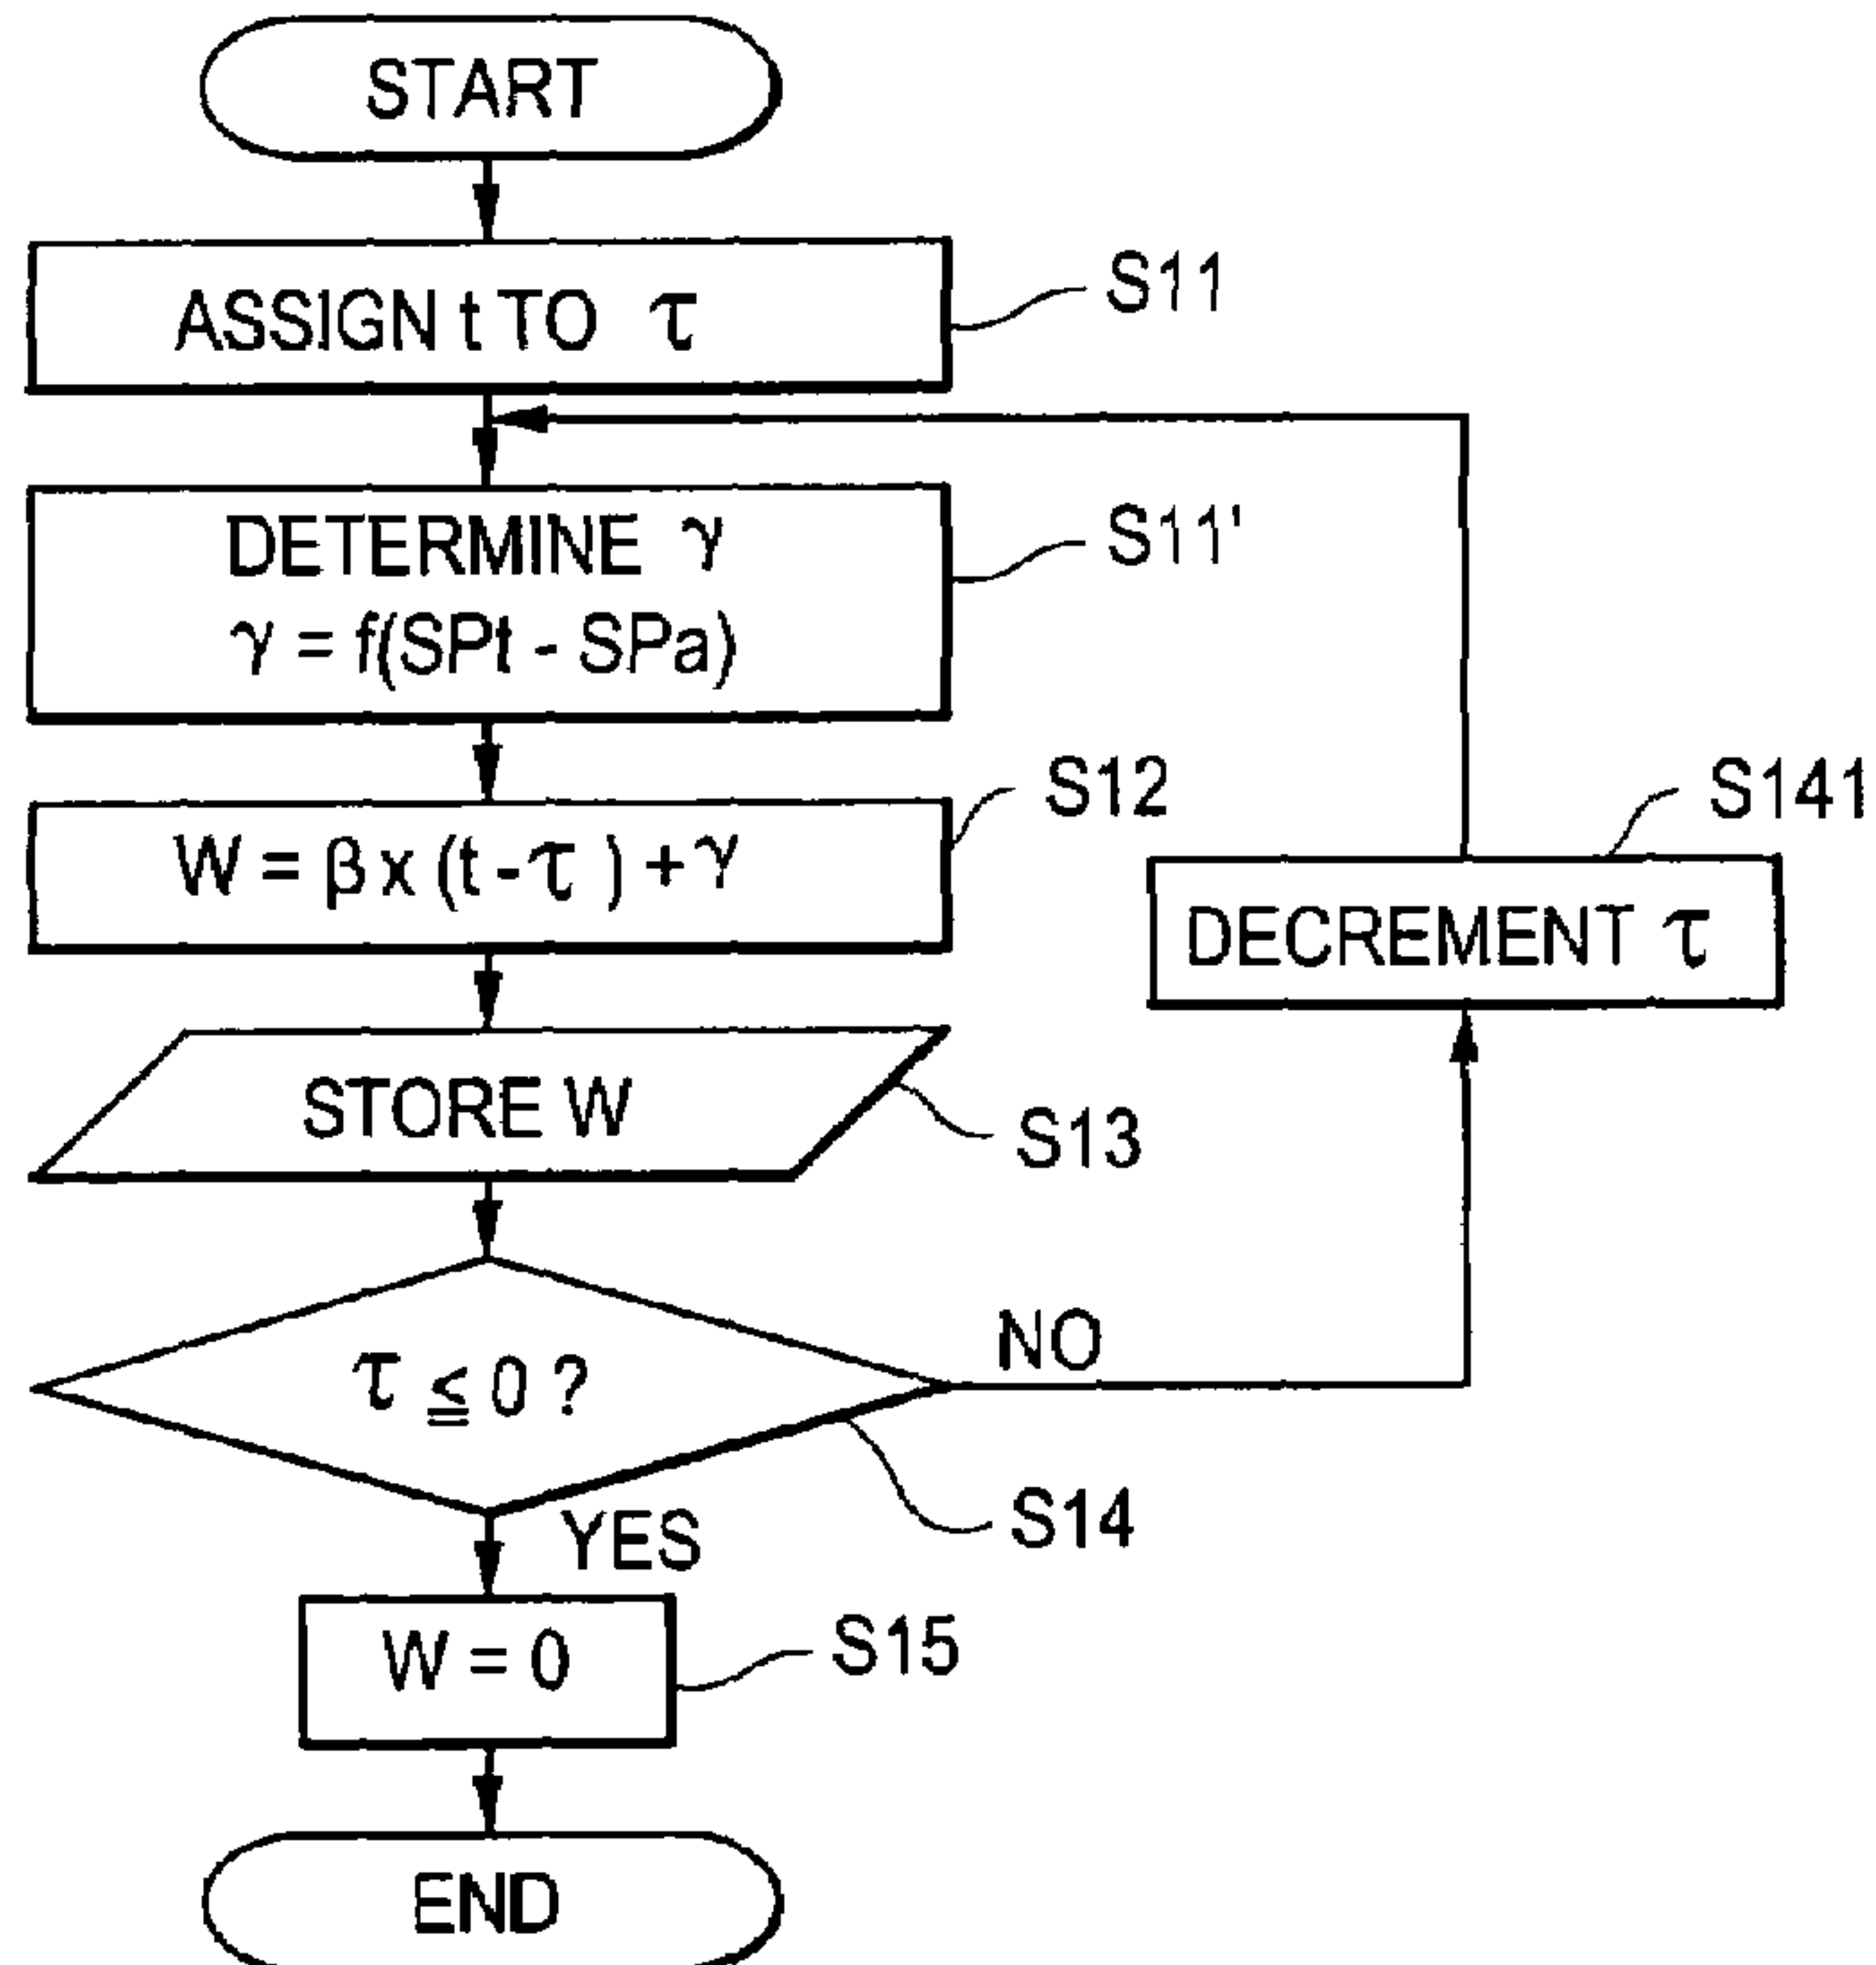 START
ASSIGN t TO τ
S11
DETERMINE γ
γ = f(SPt - SPa)
S11'
W = β x (t - τ ) + γ
S12
S141
DECREMENT τ
STORE W
S13
τ ≦ 0 ?
NO
S14
YES
W = 0
S15
END